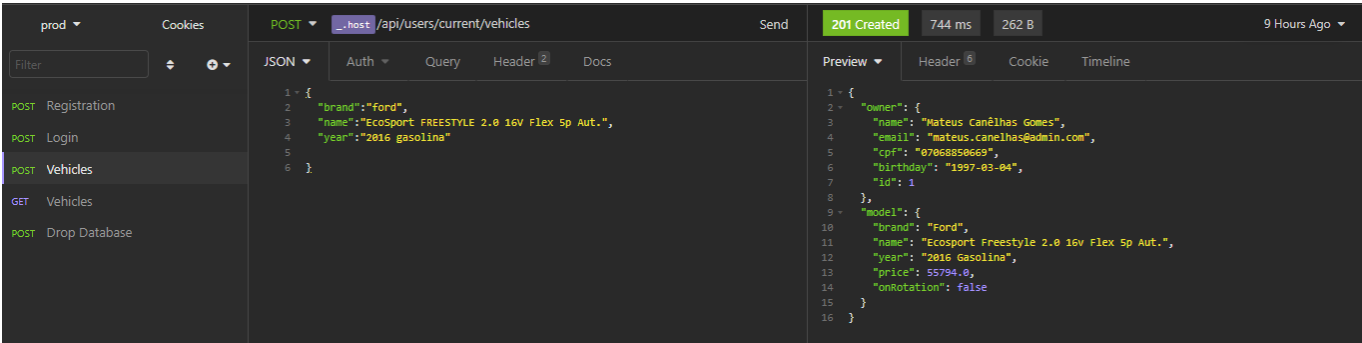 prod Cookies
Filter
POST Registration
POST Login
POST Vehicles
GET Vehicles
POST Drop Database
POST _.host /api/users/current/vehicles Send
JSON Auth Query Header 2 Docs
1 {
2 "brand":"ford",
3 "name":"EcoSport FREESTYLE 2.0 16V Flex 5p Aut.",
4 "year":"2016 gasolina"
5
6 }
201 Created 744 ms 262 B 9 Hours Ago
Preview Header 6 Cookie Timeline
1 {
2 "owner": {
3 "name": "Mateus Canêlhas Gomes",
4 "email": "mateus.canelhas@admin.com",
5 "cpf": "07068850669",
6 "birthday": "1997-03-04",
7 "id": 1
8 },
9 "model": {
10 "brand": "Ford",
11 "name": "Ecosport Freestyle 2.0 16v Flex 5p Aut.",
12 "year": "2016 Gasolina",
13 "price": 55794.0,
14 "onRotation": false
15 }
16 }